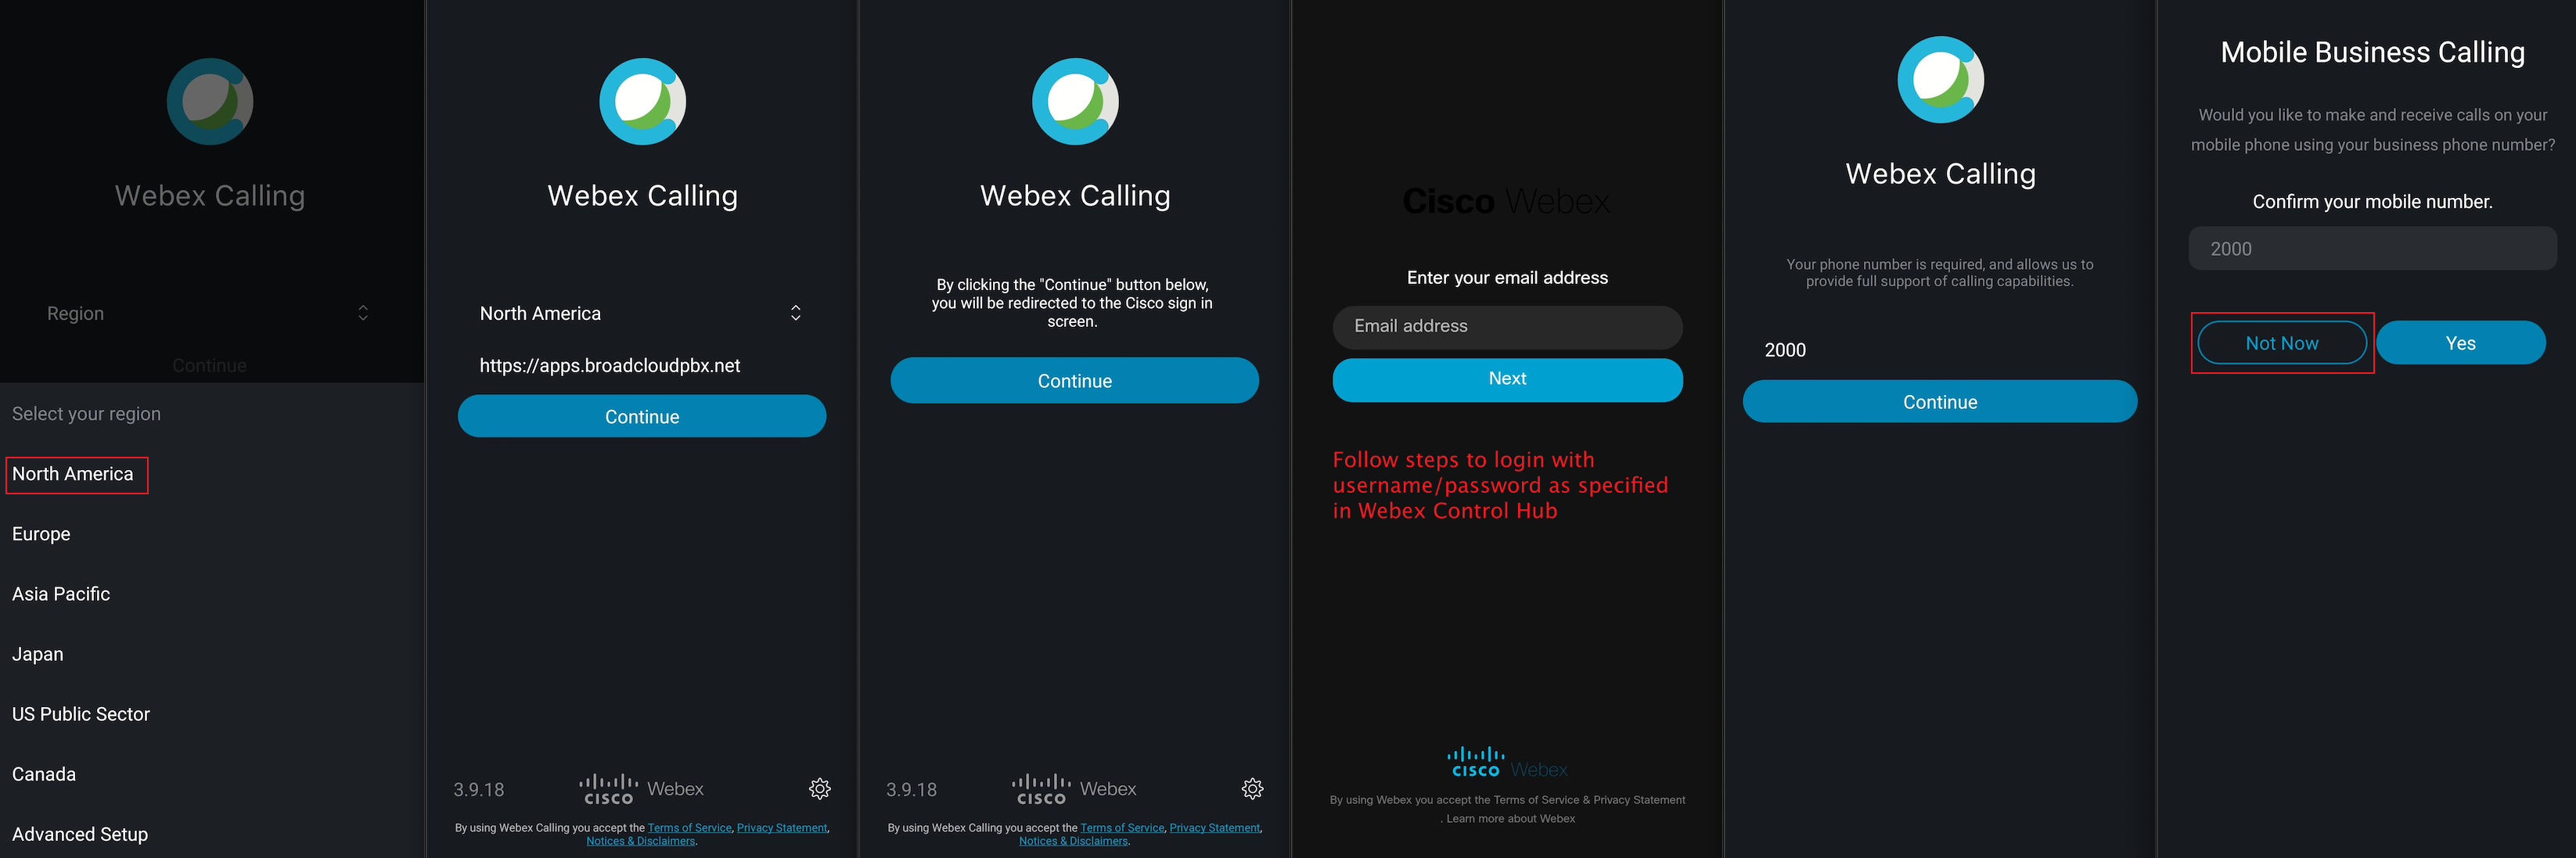 Webex Calling
Region
Continue
Select your region
North America
Europe
Asia Pacific
Japan
US Public Sector
Canada
Advanced Setup
Webex Calling
North America
https://apps.broadcloudpbx.net
Continue
3.9.18
CISCO Webex
By using Webex Calling you accept the Terms of Service, Privacy Statement,
Notices & Disclaimers.
Webex Calling
By clicking the "Continue" button below,
you will be redirected to the Cisco sign in
screen.
Continue
3.9.18
CISCO Webex
By using Webex Calling you accept the Terms of Service, Privacy Statement,
Notices & Disclaimers.
Cisco Webex
Enter your email address
Email address
Next
Follow steps to login with
username/password as specified
in Webex Control Hub
CISCO Webex
By using Webex you accept the Terms of Service & Privacy Statement
. Learn more about Webex
Webex Calling
Your phone number is required, and allows us to
provide full support of calling capabilities.
2000
Continue
Mobile Business Calling
Would you like to make and receive calls on your
mobile phone using your business phone number?
Confirm your mobile number.
2000
Not Now
Yes